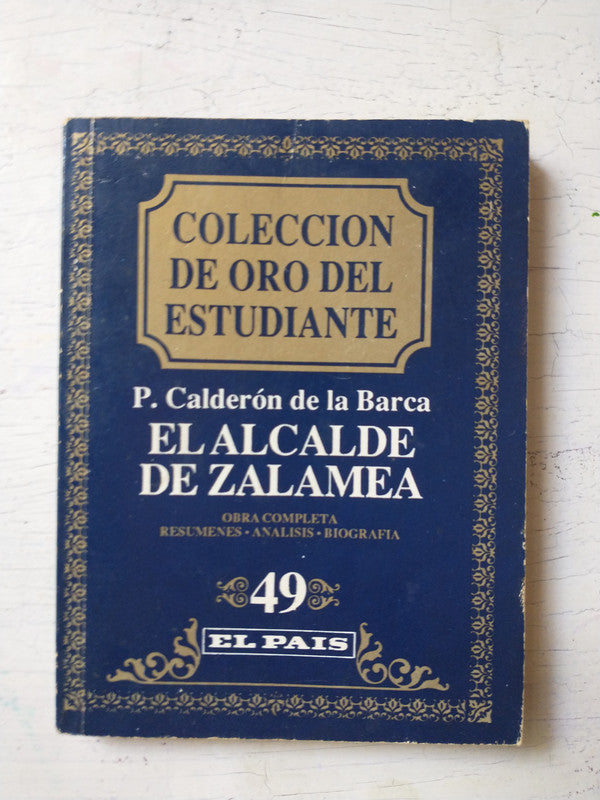 COLECCION
DE ORO DEL
ESTUDIANTE
P. Calderón de la Barca
EL ALCALDE
DE ZALAMEA
OBRA COMPLETA
RESUMENES • ANALISIS • BIOGRAFIA
49
EL PAIS